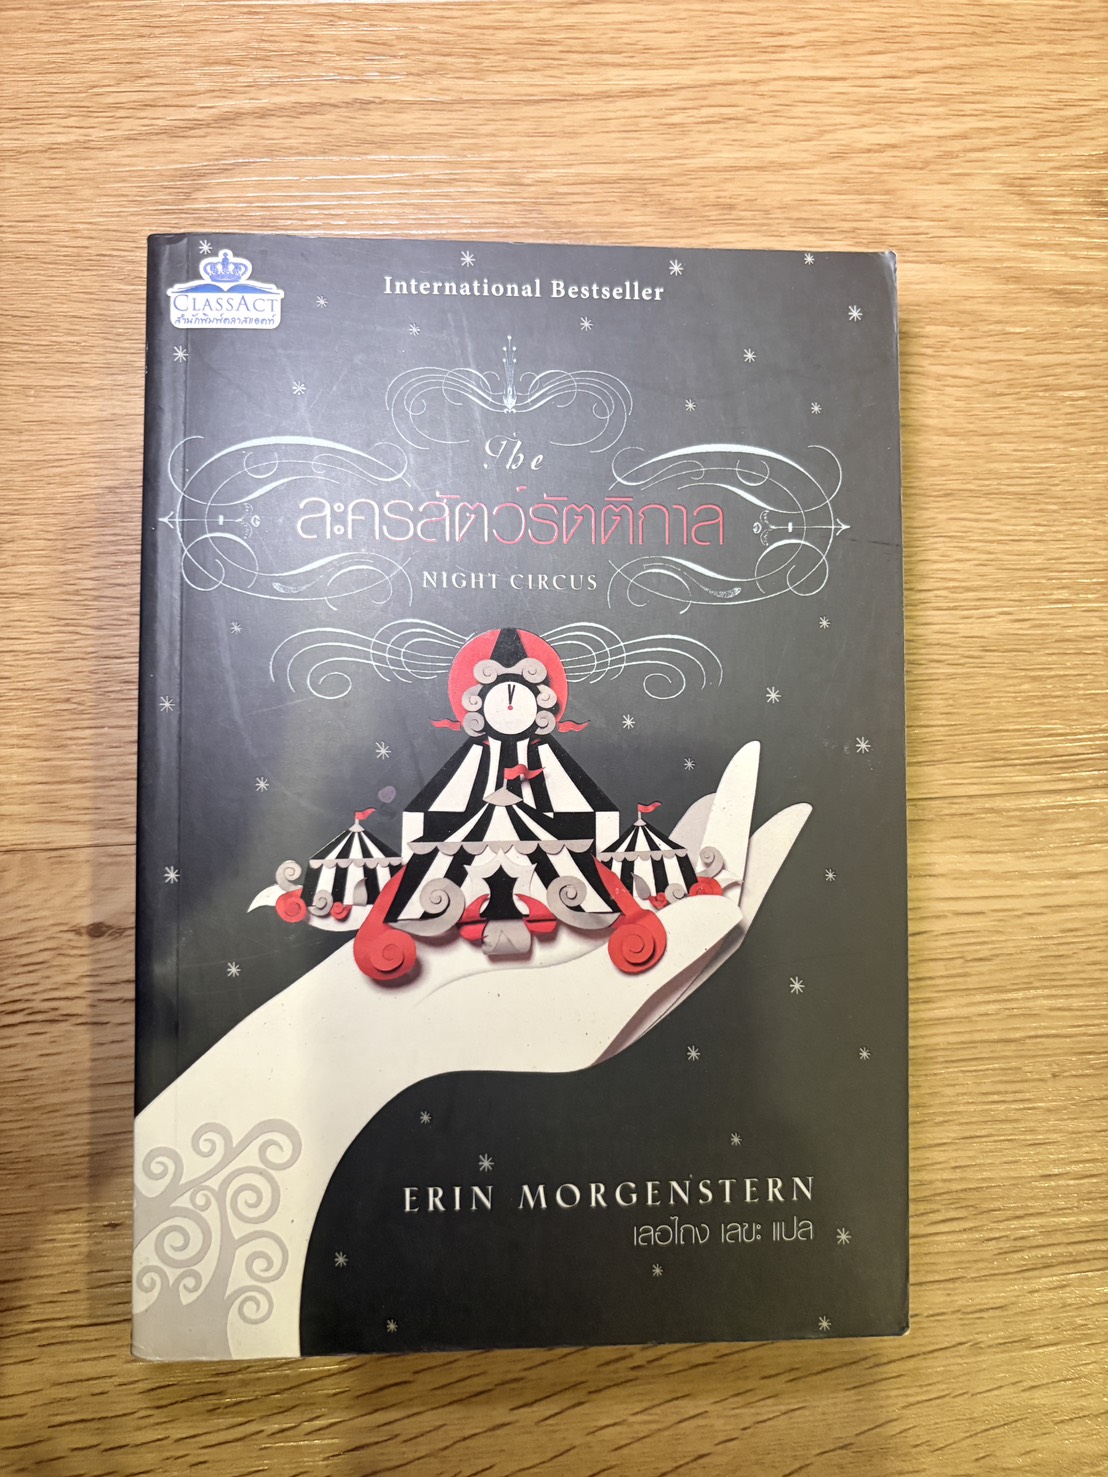 CLASSACT
สำนักพิมพ์คลาสแอคท์
International Bestseller
The
ละครสัตว์รัตติกาล
NIGHT CIRCUS
ERIN MORGENSTERN
เลอไถง เลขะ แปล